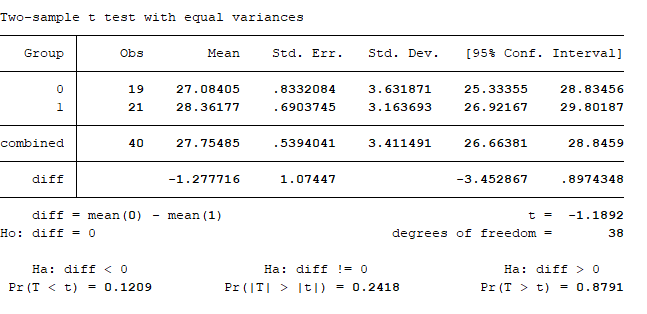 Two-sample t test with equal variances
Group Obs Mean Std. Err. Std. Dev. [95% Conf. Interval]
0 19 27.08405 .8332084 3.631871 25.33355 28.83456
1 21 28.36177 .6903745 3.163693 26.92167 29.80187
combined 40 27.75485 .5394041 3.411491 26.66381 28.8459
diff -1.277716 1.07447 -3.452867 .8974348
diff = mean(0) - mean(1) t = -1.1892
Ho: diff = 0 degrees of freedom = 38
Ha: diff < 0 Ha: diff != 0 Ha: diff > 0
Pr(T < t) = 0.1209 Pr(|T| > |t|) = 0.2418 Pr(T > t) = 0.8791